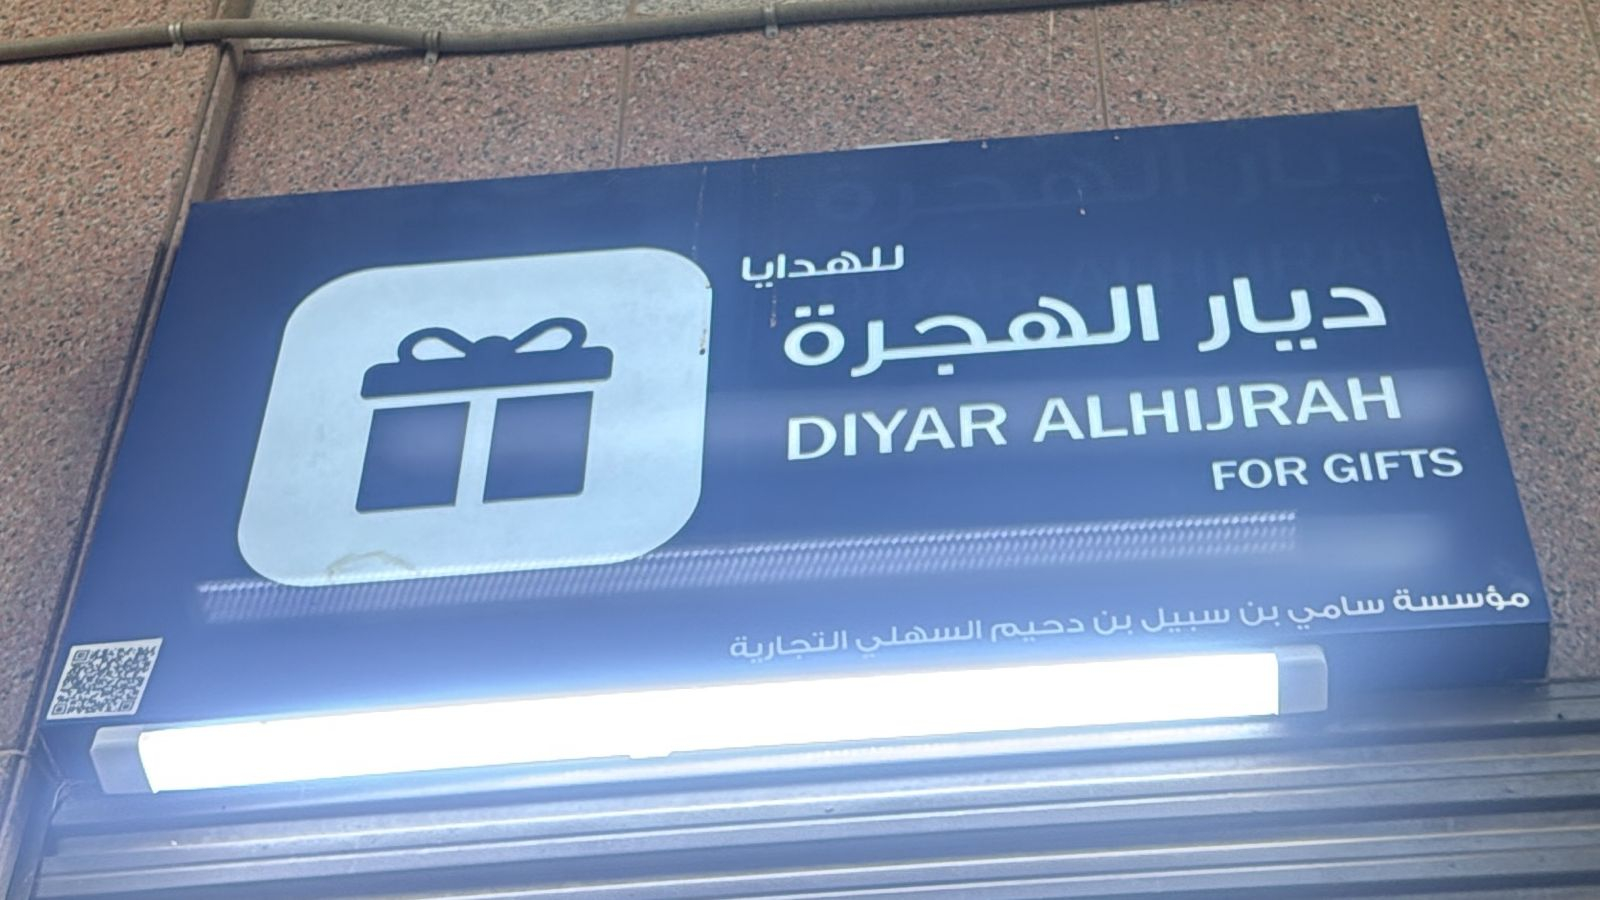 للهدايا
ديار الهجرة
DIYAR ALHIJRAH
FOR GIFTS
مؤسسة سامي بن سبيل بن دحيم السهلي التجارية